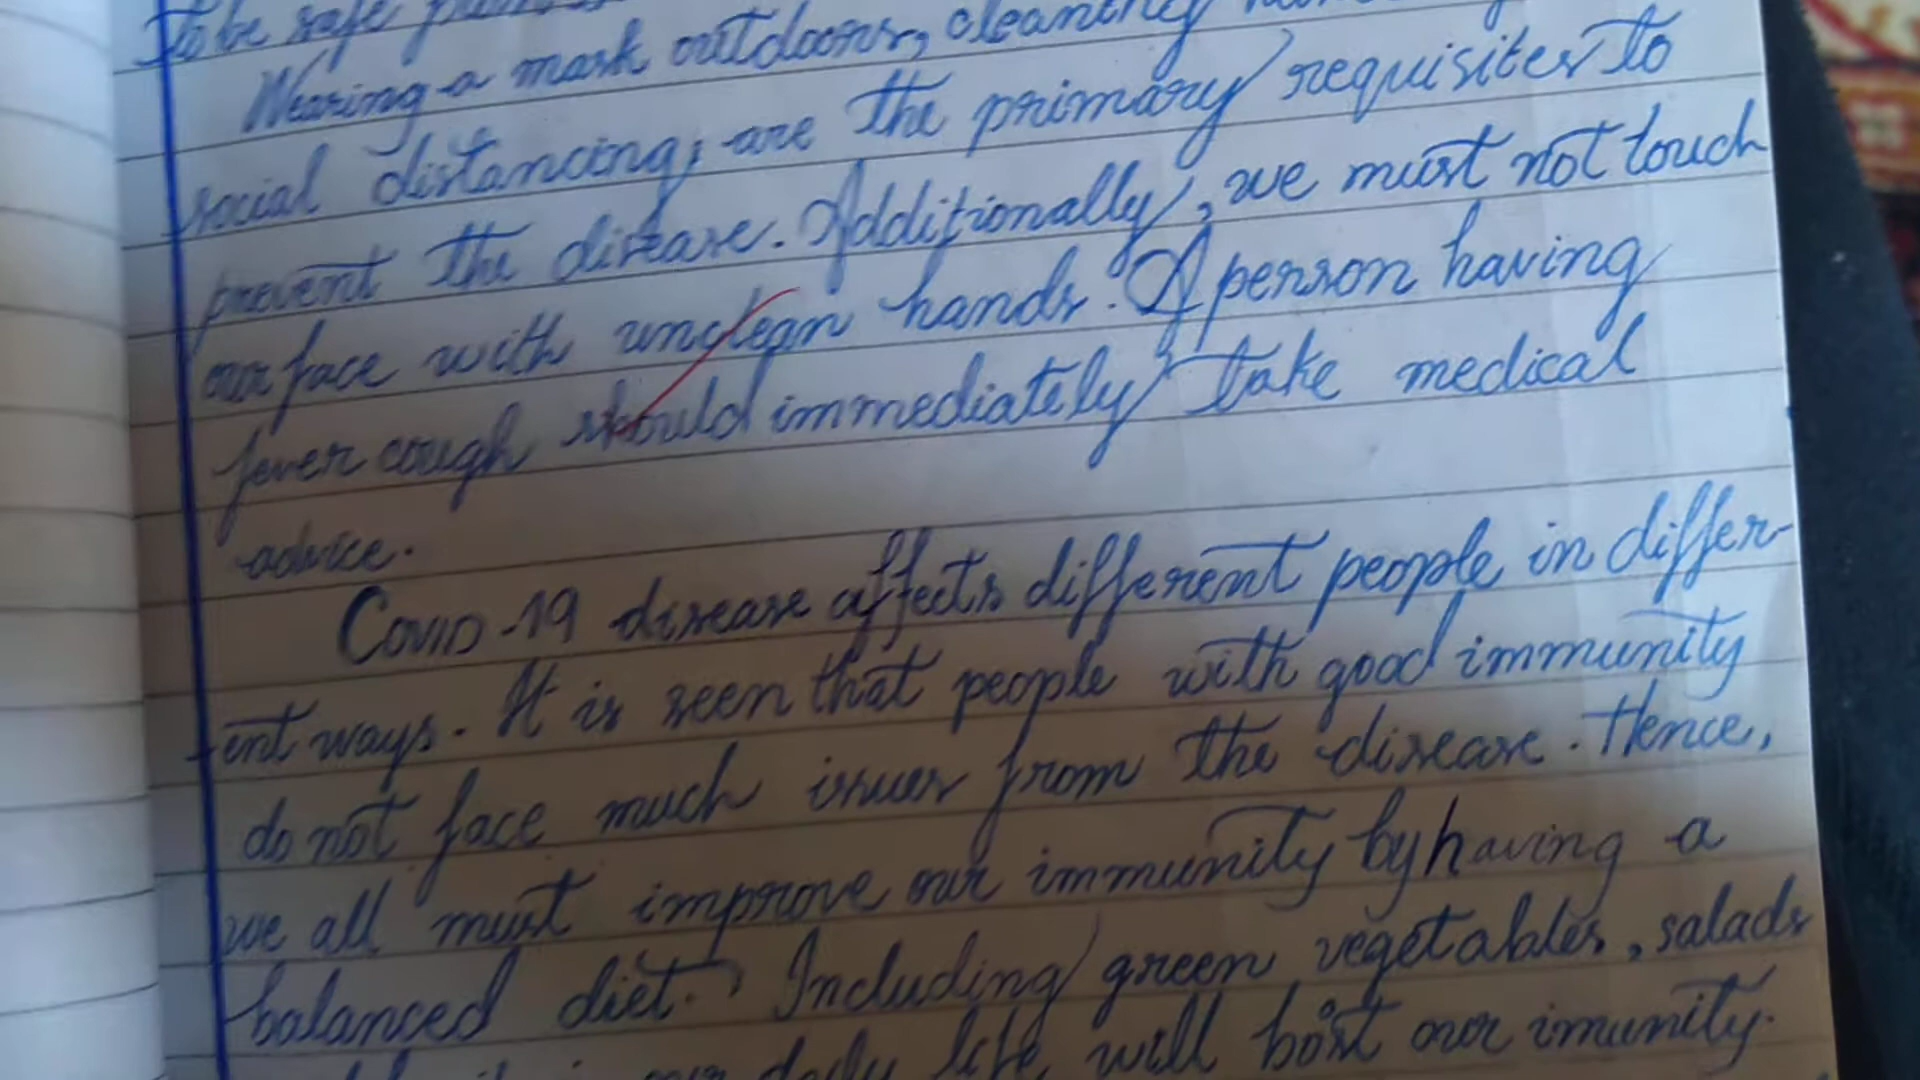 To be safe
Wearing a mask outdoors, cleaning
social distancing, are the primary requisites to
prevent the disease. Additionally, we must not touch
our face with unclean hands. A person having
fever cough should immediately take medical
advice.
Covid-19 disease affects different people in differ-
ent ways. It is seen that people with good immunity
do not face much issues from the disease. Hence,
we all must improve our immunity by having a
balanced diet. Including green vegetables, salads
in our daily life will bost our imunity.